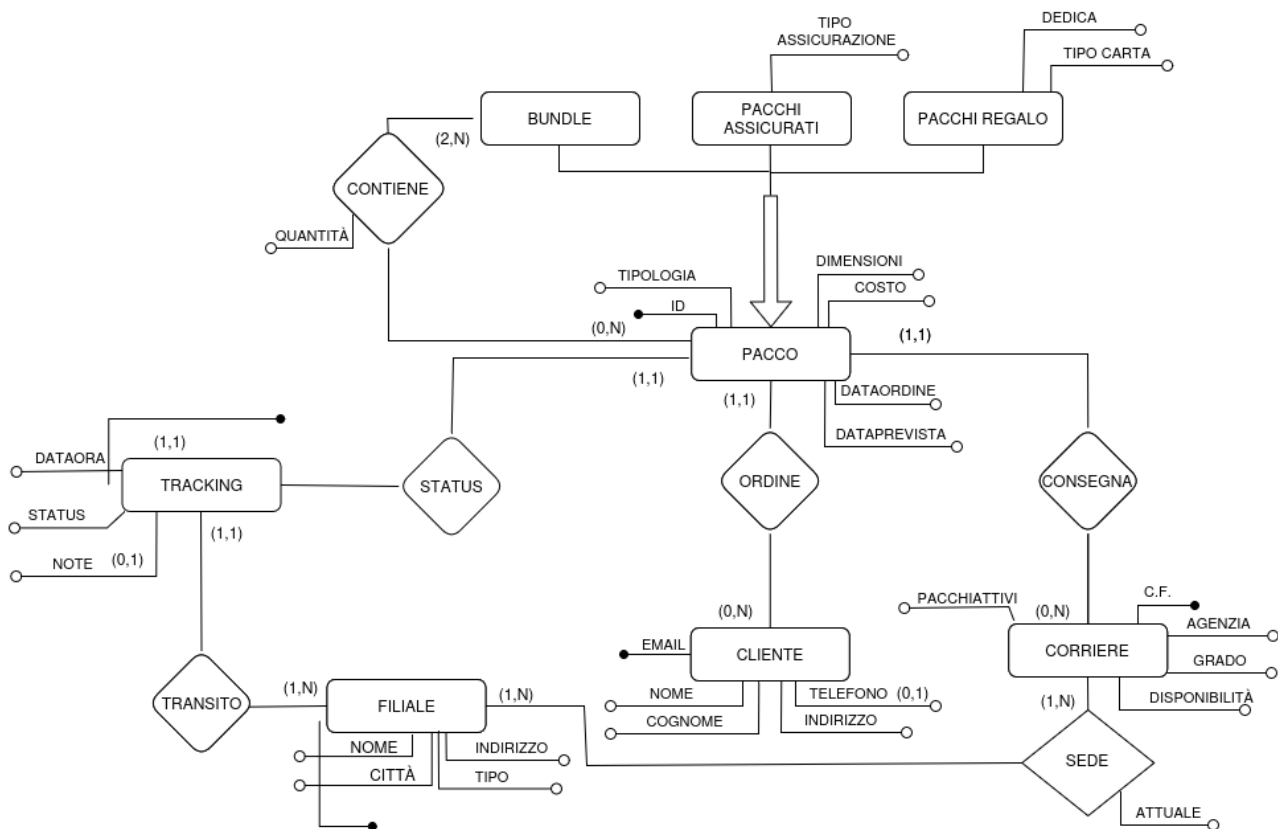 TIPO
ASSICURAZIONE
DEDICA
TIPO CARTA
BUNDLE
PACCHI
ASSICURATI
PACCHI REGALO
(2,N)
CONTIENE
QUANTITÀ
TIPOLOGIA
DIMENSIONI
ID
COSTO
(0,N)
PACCO
(1,1)
(1,1)
(1,1)
DATAORDINE
DATAPREVISTA
(1,1)
DATAORA
TRACKING
STATUS
ORDINE
CONSEGNA
STATUS
(1,1)
NOTE
(0,1)
PACCHIATTIVI
C.F.
(0,N)
(0,N)
AGENZIA
EMAIL
CLIENTE
CORRIERE
GRADO
NOME
TELEFONO
(0,1)
DISPONIBILITÀ
COGNOME
INDIRIZZO
TRANSITO
(1,N)
FILIALE
(1,N)
(1,N)
NOME
INDIRIZZO
CITTÀ
TIPO
SEDE
ATTUALE